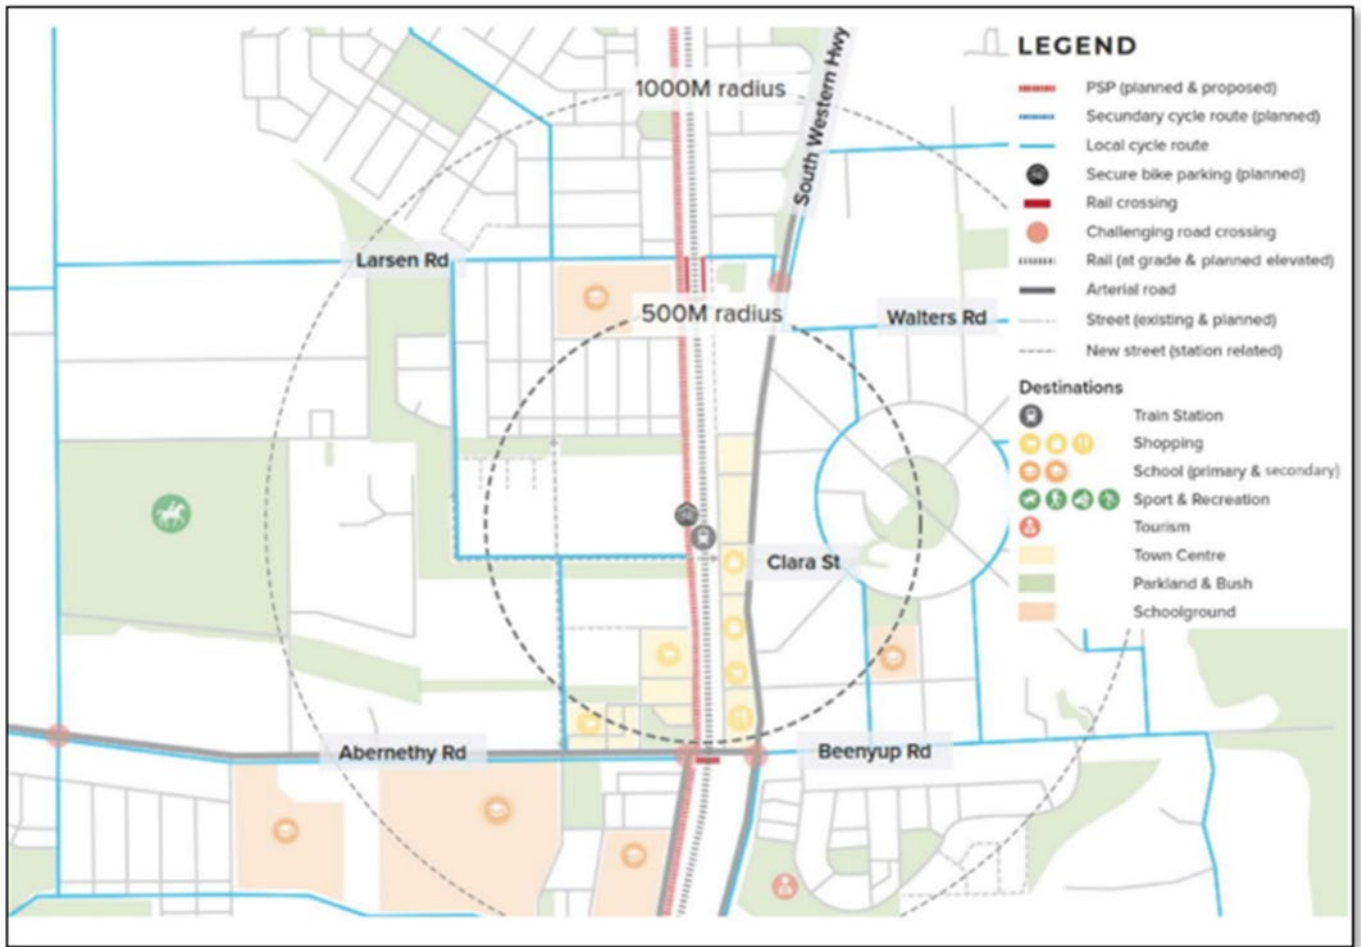 1000M radius
South Western Hwy
Larsen Rd
500M radius
Walters Rd
Clara St
Abernethy Rd
Beenyup Rd
LEGEND
PSP (planned & proposed)
Secundary cycle route (planned)
Local cycle route
Secure bike parking (planned)
Rail crossing
Challenging road crossing
Rail (at grade & planned elevated)
Arterial road
Street (existing & planned)
New street (station related)
Destinations
Train Station
Shopping
School (primary & secondary)
Sport & Recreation
Tourism
Town Centre
Parkland & Bush
Schoolground